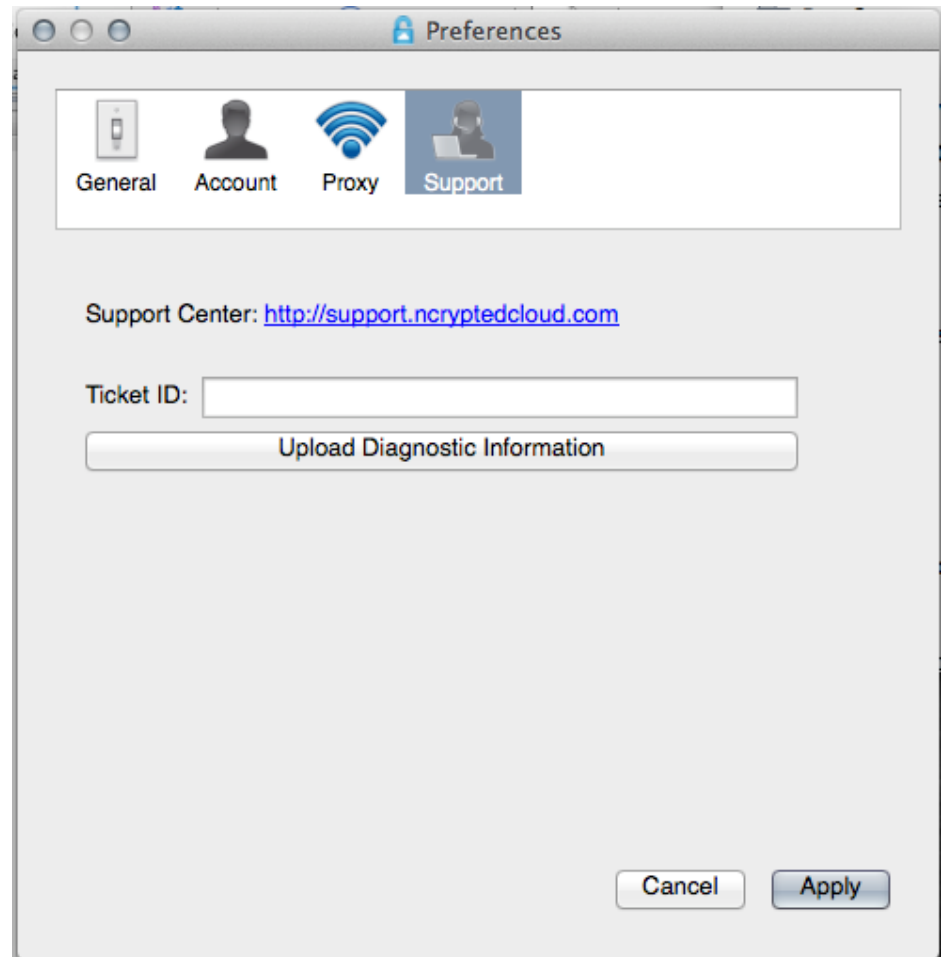 Preferences
General Account Proxy Support
Support Center: http://support.ncryptedcloud.com
Ticket ID:
Upload Diagnostic Information
Cancel Apply